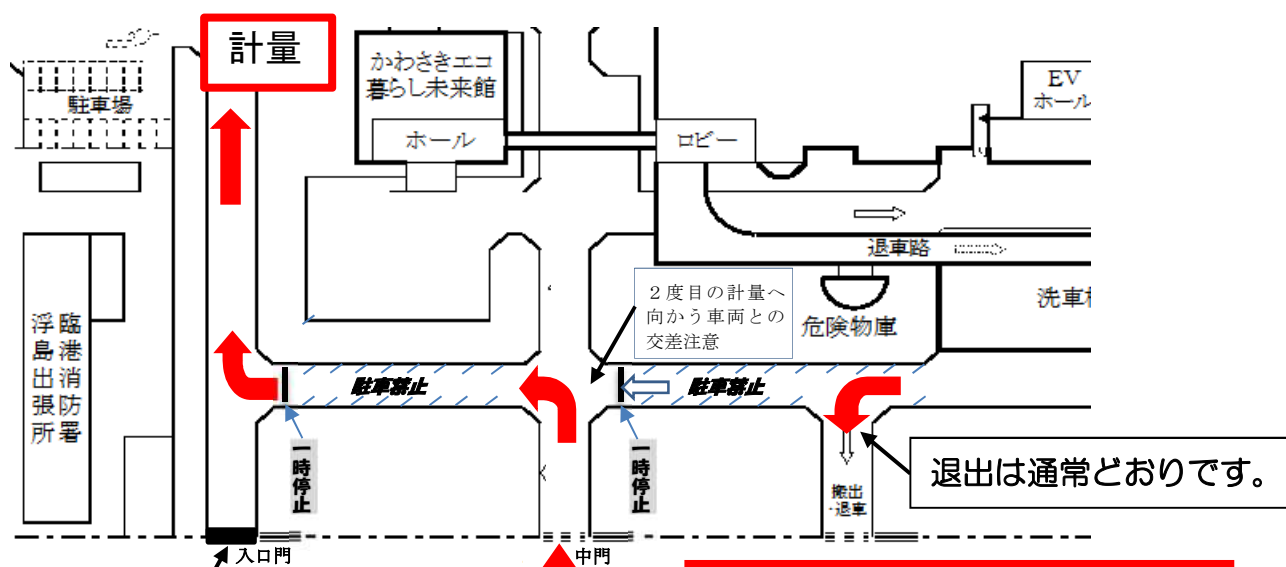 計量
かわさきエコ
暮らし未来館
ホール
ロビー
EV
ホール
駐車場
退車路
洗車
危険物庫
２度目の計量へ
向かう車両との
交差注意
臨港消防署
浮島出張所
駐車禁止
駐車禁止
一時停止
一時停止
退出は通常どおりです。
搬出
・退車
入口門
中門